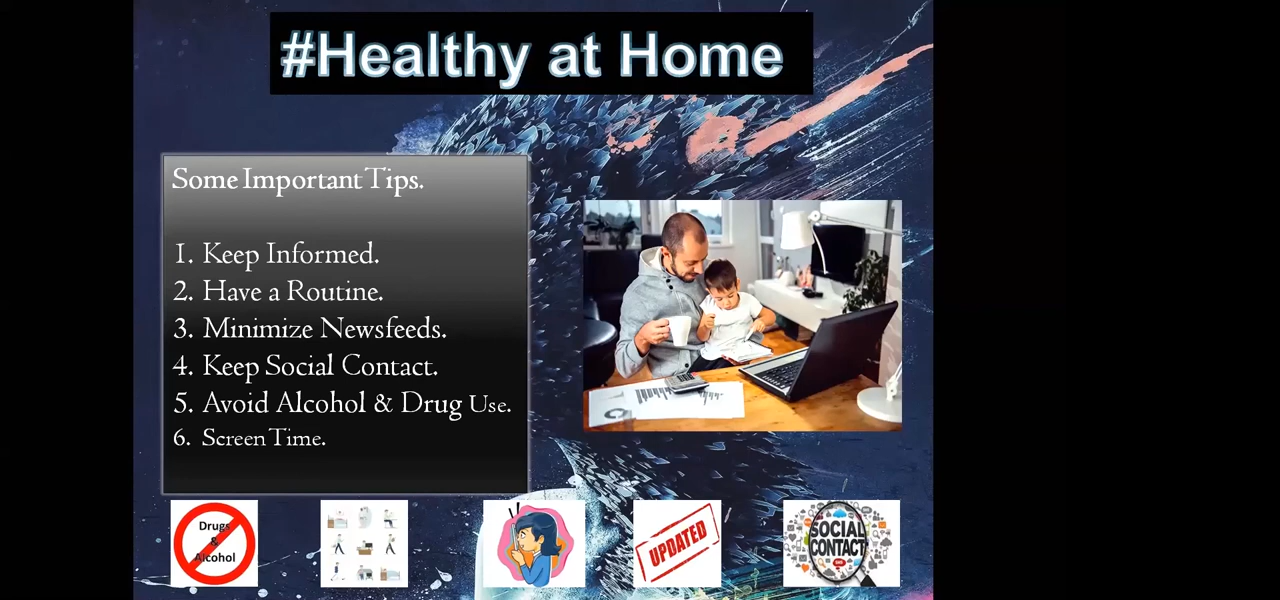 #Healthy at Home
Some Important Tips.
1. Keep Informed.
2. Have a Routine.
3. Minimize Newsfeeds.
4. Keep Social Contact.
5. Avoid Alcohol & Drug Use.
6. Screen Time.
Drugs
&
Alcohol
UPDATED
SOCIAL
CONTACT